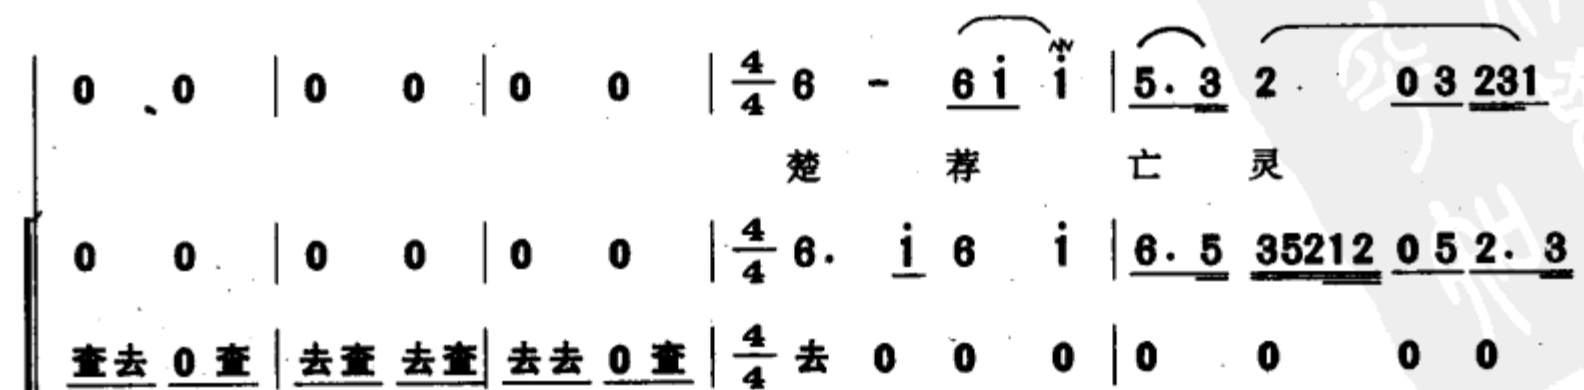 0 0 | 0 0 | 0 0 | 4/4 6 - 6 i̇ i̇ | 5. 3 2 0 3 231
楚 荐 亡 灵
0 0. | 0 0 | 0 0 | 4/4 6. i̇ 6 i̇ | 6. 5 35212 0 5 2. 3
查去 0 查 | 去查 去查 | 去去 0 查 | 4/4 去 0 0 0 | 0 0 0 0